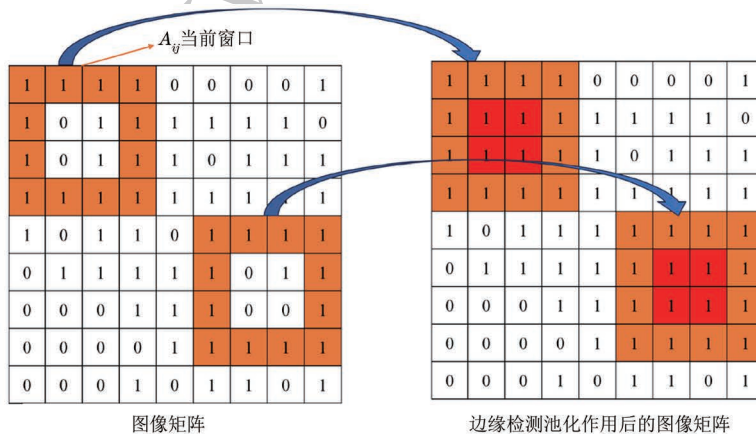 A_ij当前窗口
1 1 1 1 0 0 0 0 1
1 0 1 1 1 1 1 1 0
1 0 1 1 1 0 1 1 1
1 1 1 1 1 1 1 1 1
1 0 1 1 0 1 1 1 1
0 1 1 1 1 1 0 1 1
0 0 0 1 1 1 0 0 1
0 0 0 0 1 1 1 1 1
0 0 0 1 0 1 1 0 1
图像矩阵
1 1 1 1 0 0 0 0 1
1 1 1 1 1 1 1 1 0
1 1 1 1 1 0 1 1 1
1 1 1 1 1 1 1 1 1
1 0 1 1 1 1 1 1 1
0 1 1 1 1 1 1 1 1
0 0 0 1 1 1 1 1 1
0 0 0 0 1 1 1 1 1
0 0 0 1 0 1 1 0 1
边缘检测池化作用后的图像矩阵